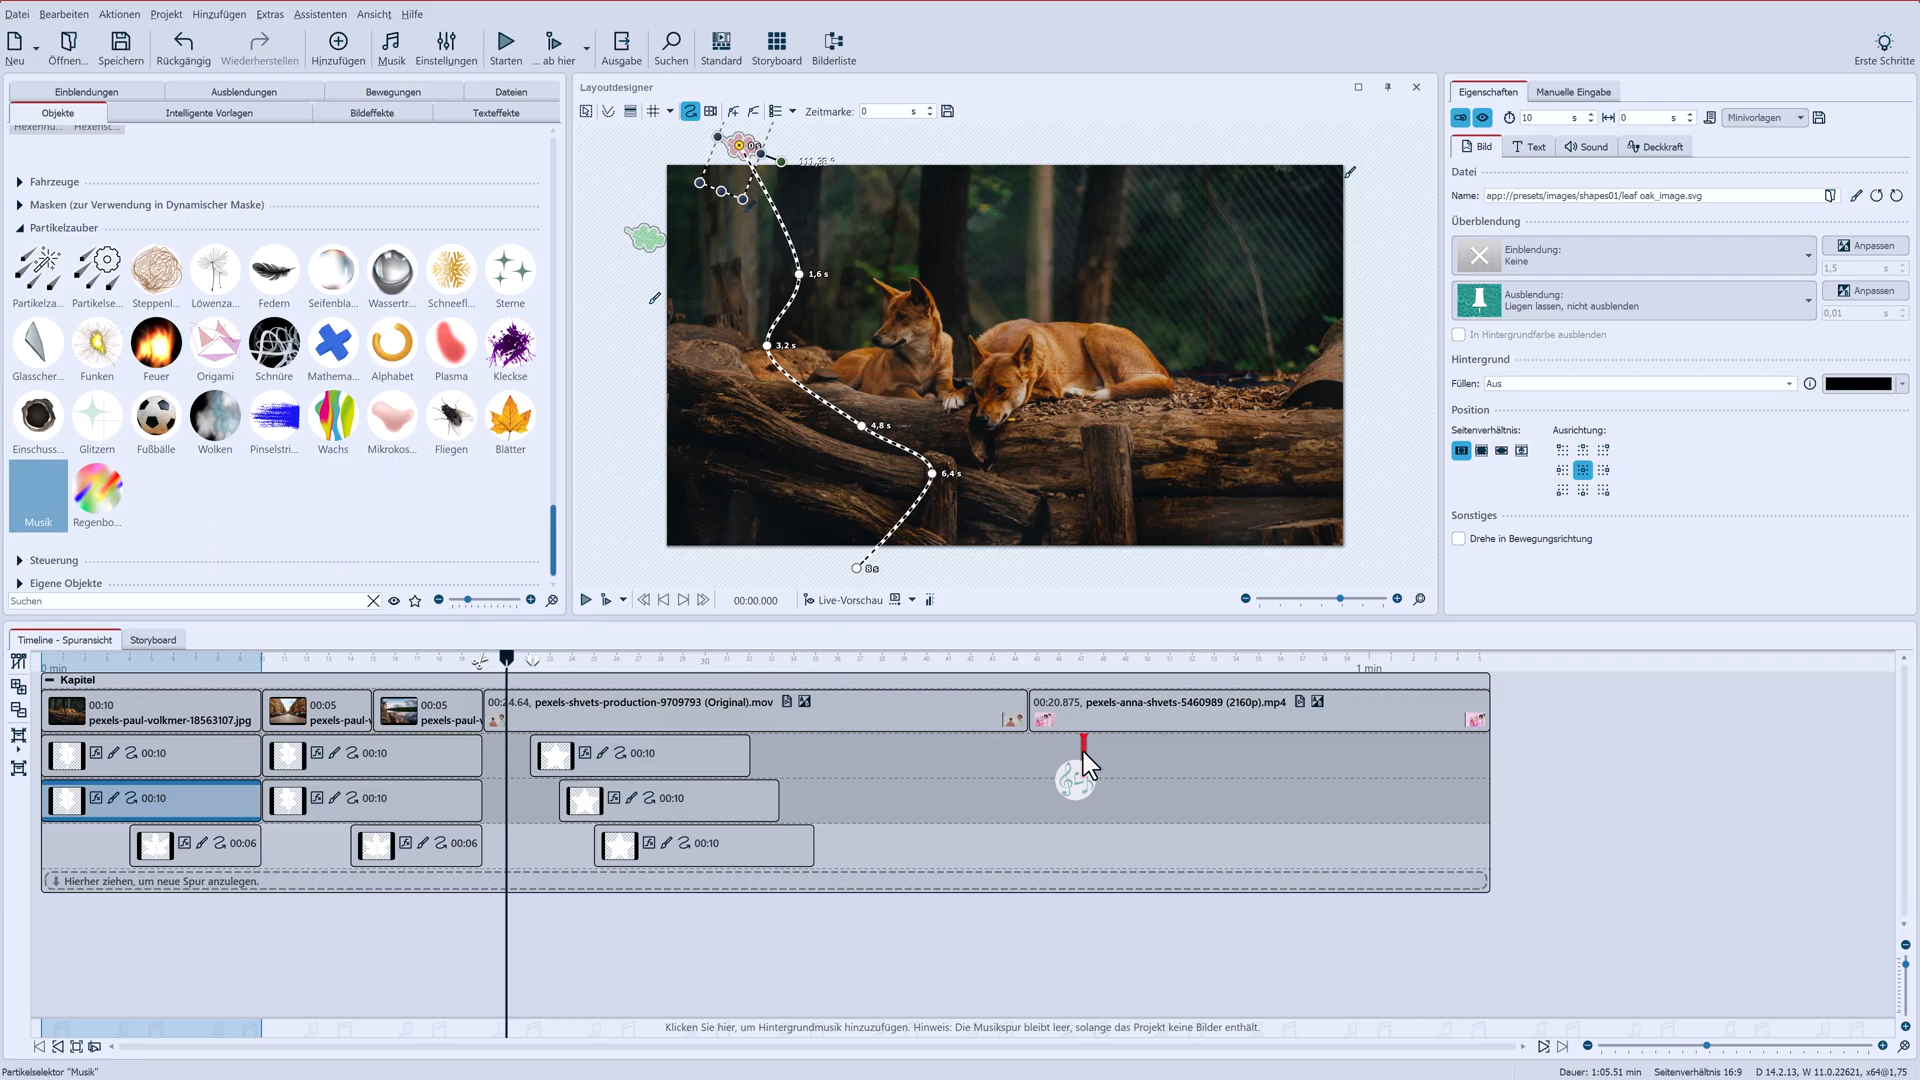 Datei Bearbeiten Aktionen Projekt Hinzufügen Extras Assistenten Ansicht Hilfe
Neu Öffnen... Speichern Rückgängig Wiederherstellen Hinzufügen Musik Einstellungen Starten ... ab hier Ausgabe Suchen Standard Storyboard Bilderliste Erste Schritte
Einblendungen Ausblendungen Bewegungen Dateien
Objekte Intelligente Vorlagen Bildeffekte Texteffekte
Fahrzeuge
Masken (zur Verwendung in Dynamischer Maske)
Partikelzauber
Partikelza... Partikelse... Steppenl... Löwenza... Federn Seifenbla... Wassertr... Schneefl... Sterne
Glasscher... Funken Feuer Origami Schnüre Mathema... Alphabet Plasma Kleckse
Einschuss... Glitzern Fußbälle Wolken Pinselstri... Wachs Mikrokos... Fliegen Blätter
Musik Regenbo...
Steuerung
Eigene Objekte
Suchen
Layoutdesigner
Zeitmarke: 0 s
1,6 s
3,2 s
4,8 s
6,4 s
8s
00:00.000 Live-Vorschau
Eigenschaften Manuelle Eingabe
10 s 0 s Minivorlagen
Bild Text Sound Deckkraft
Datei
Name: app://presets/images/shapes01/leaf oak_image.svg
Überblendung
Einblendung:
Keine
Anpassen
1,5 s
Ausblendung:
Liegen lassen, nicht ausblenden
Anpassen
0,01 s
In Hintergrundfarbe ausblenden
Hintergrund
Füllen: Aus
Position
Seitenverhältnis: Ausrichtung:
Sonstiges
Drehe in Bewegungsrichtung
Timeline - Spuransicht Storyboard
0 min 30 1 min
Kapitel
00:10
pexels-paul-volkmer-18563107.jpg
00:05
pexels-paul-v
00:05
pexels-paul-v
00:24.64, pexels-shvets-production-9709793 (Original).mov
00:20.875, pexels-anna-shvets-5460989 (2160p).mp4
00:10 00:10 00:10
00:10 00:10 00:10
00:06 00:06 00:10
Hierher ziehen, um neue Spur anzulegen.
Klicken Sie hier, um Hintergrundmusik hinzuzufügen. Hinweis: Die Musikspur bleibt leer, solange das Projekt keine Bilder enthält.
Partikelselektor "Musik" Dauer: 1:05.51 min Seitenverhältnis 16:9 D 14.2.13, W 11.0.22621, x64@1,75